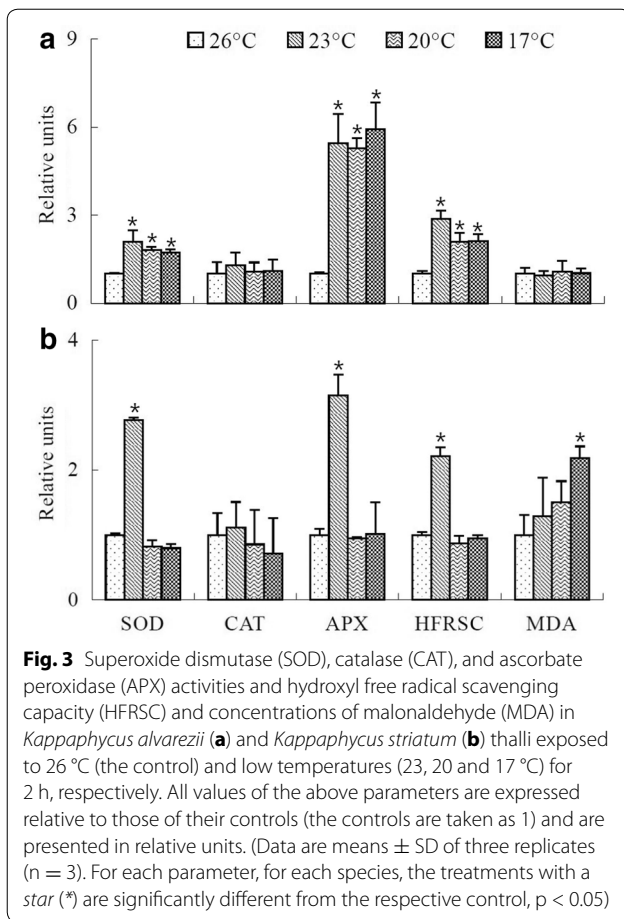 a
9
26°C 23°C 20°C 17°C
Relative units
6
3
0
* * *
* * *
* * *
b
4
Relative units
2
0
*
*
*
*
SOD CAT APX HFRSC MDA
Fig. 3 Superoxide dismutase (SOD), catalase (CAT), and ascorbate
peroxidase (APX) activities and hydroxyl free radical scavenging
capacity (HFRSC) and concentrations of malonaldehyde (MDA) in
Kappaphycus alvarezii (a) and Kappaphycus striatum (b) thalli exposed
to 26 °C (the control) and low temperatures (23, 20 and 17 °C) for
2 h, respectively. All values of the above parameters are expressed
relative to those of their controls (the controls are taken as 1) and are
presented in relative units. (Data are means ± SD of three replicates
(n = 3). For each parameter, for each species, the treatments with a
star (*) are significantly different from the respective control, p < 0.05)